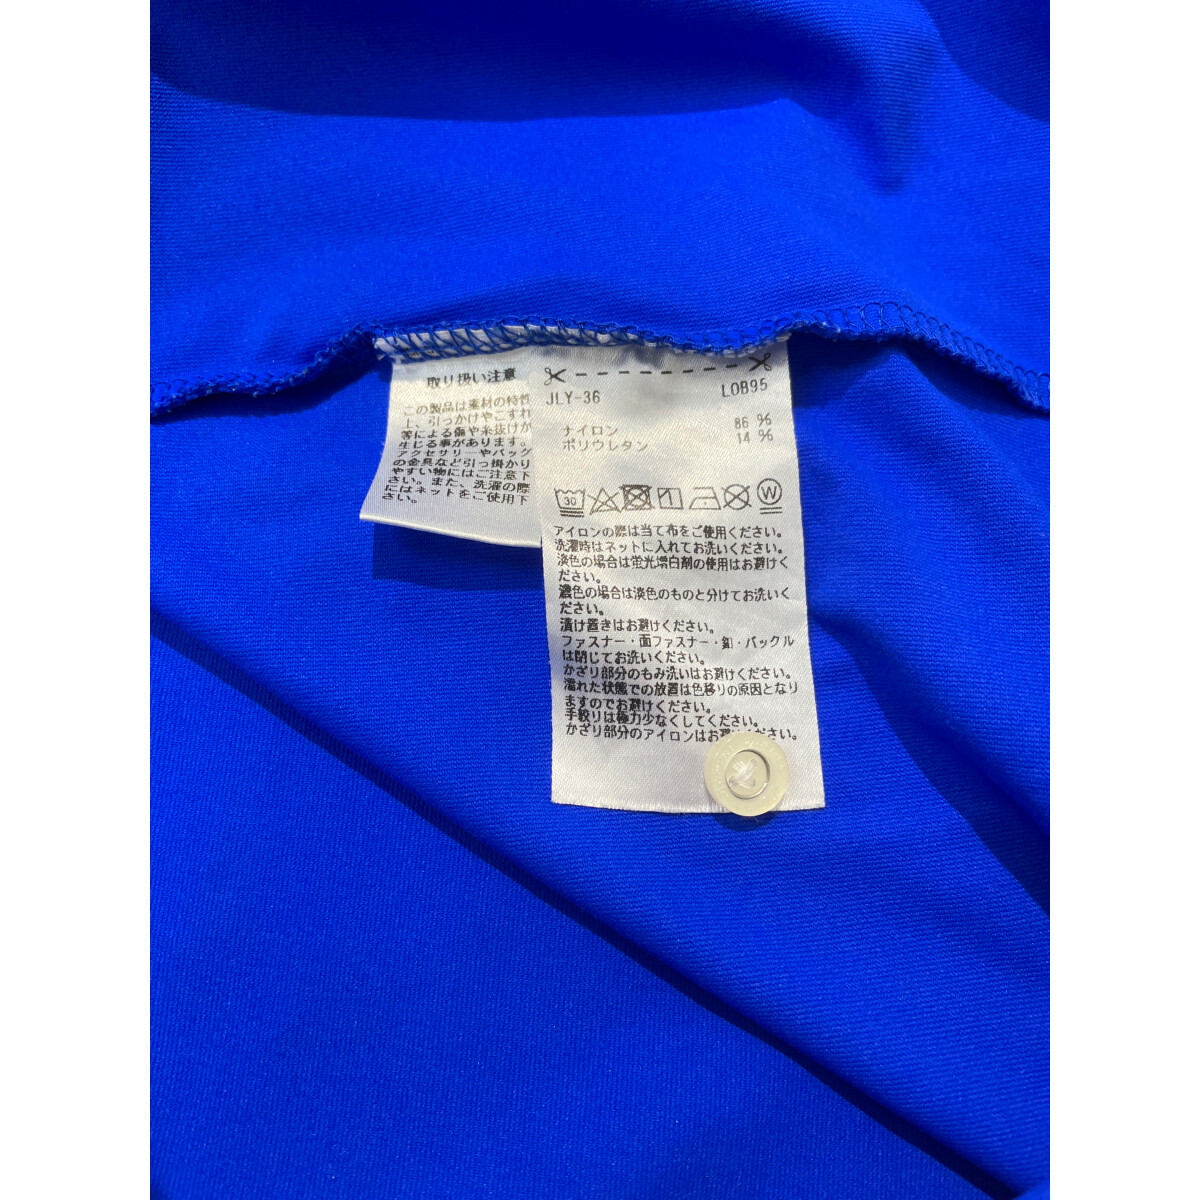 取り扱い注意
この製品は素材の特性
上、引っかけやこすれ
等による傷や糸抜けが
生じる事があります。
アクセサリーやバッグ
の金具など引っ掛かり
やすい物にはご注意下
さい。また、洗濯の際
にはネットをご使用下
さい。
JLY-36 LOB95
ナイロン 86 %
ポリウレタン 14 %
30 W
アイロンの際は当て布をご使用ください。
洗濯時はネットに入れてお洗いください。
淡色の場合は蛍光増白剤の使用はお避けく
ださい。
濃色の場合は淡色のものと分けてお洗いく
ださい。
漬け置きはお避けください。
ファスナー・面ファスナー・釦・バックル
は閉じてお洗いください。
かざり部分のもみ洗いはお避けください。
濡れた状態での放置は色移りの原因となり
ますのでお避けください。
手絞りは極力少なくしてください。
かざり部分のアイロンはお避けください。